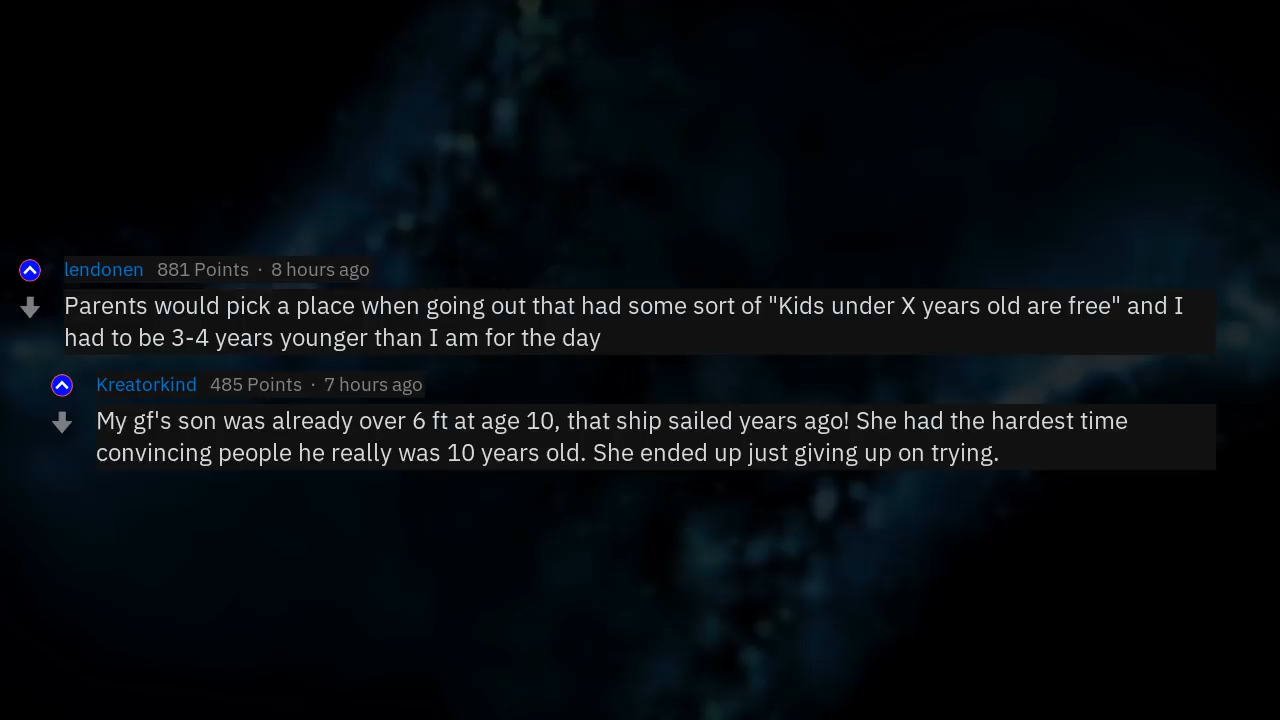 lendonen 881 Points · 8 hours ago
Parents would pick a place when going out that had some sort of "Kids under X years old are free" and I
had to be 3-4 years younger than I am for the day
Kreatorkind 485 Points · 7 hours ago
My gf's son was already over 6 ft at age 10, that ship sailed years ago! She had the hardest time
convincing people he really was 10 years old. She ended up just giving up on trying.